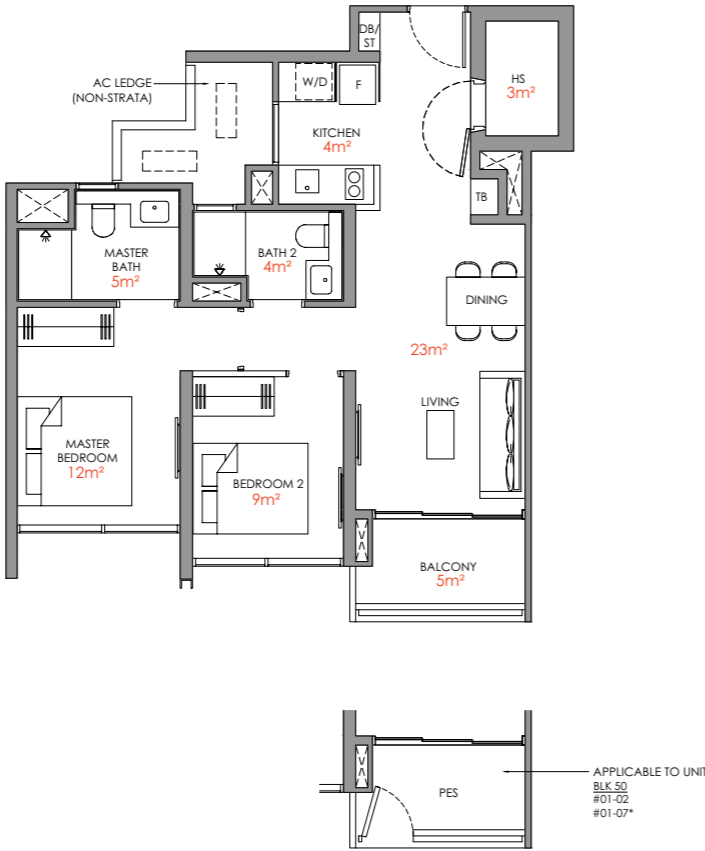 DB/
ST
AC LEDGE
(NON-STRATA)
W/D
F
HS
3m²
KITCHEN
4m²
TB
MASTER
BATH
5m²
BATH 2
4m²
DINING
23m²
LIVING
MASTER
BEDROOM
12m²
BEDROOM 2
9m²
BALCONY
5m²
PES
APPLICABLE TO UNIT
BLK 50
#01-02
#01-07*